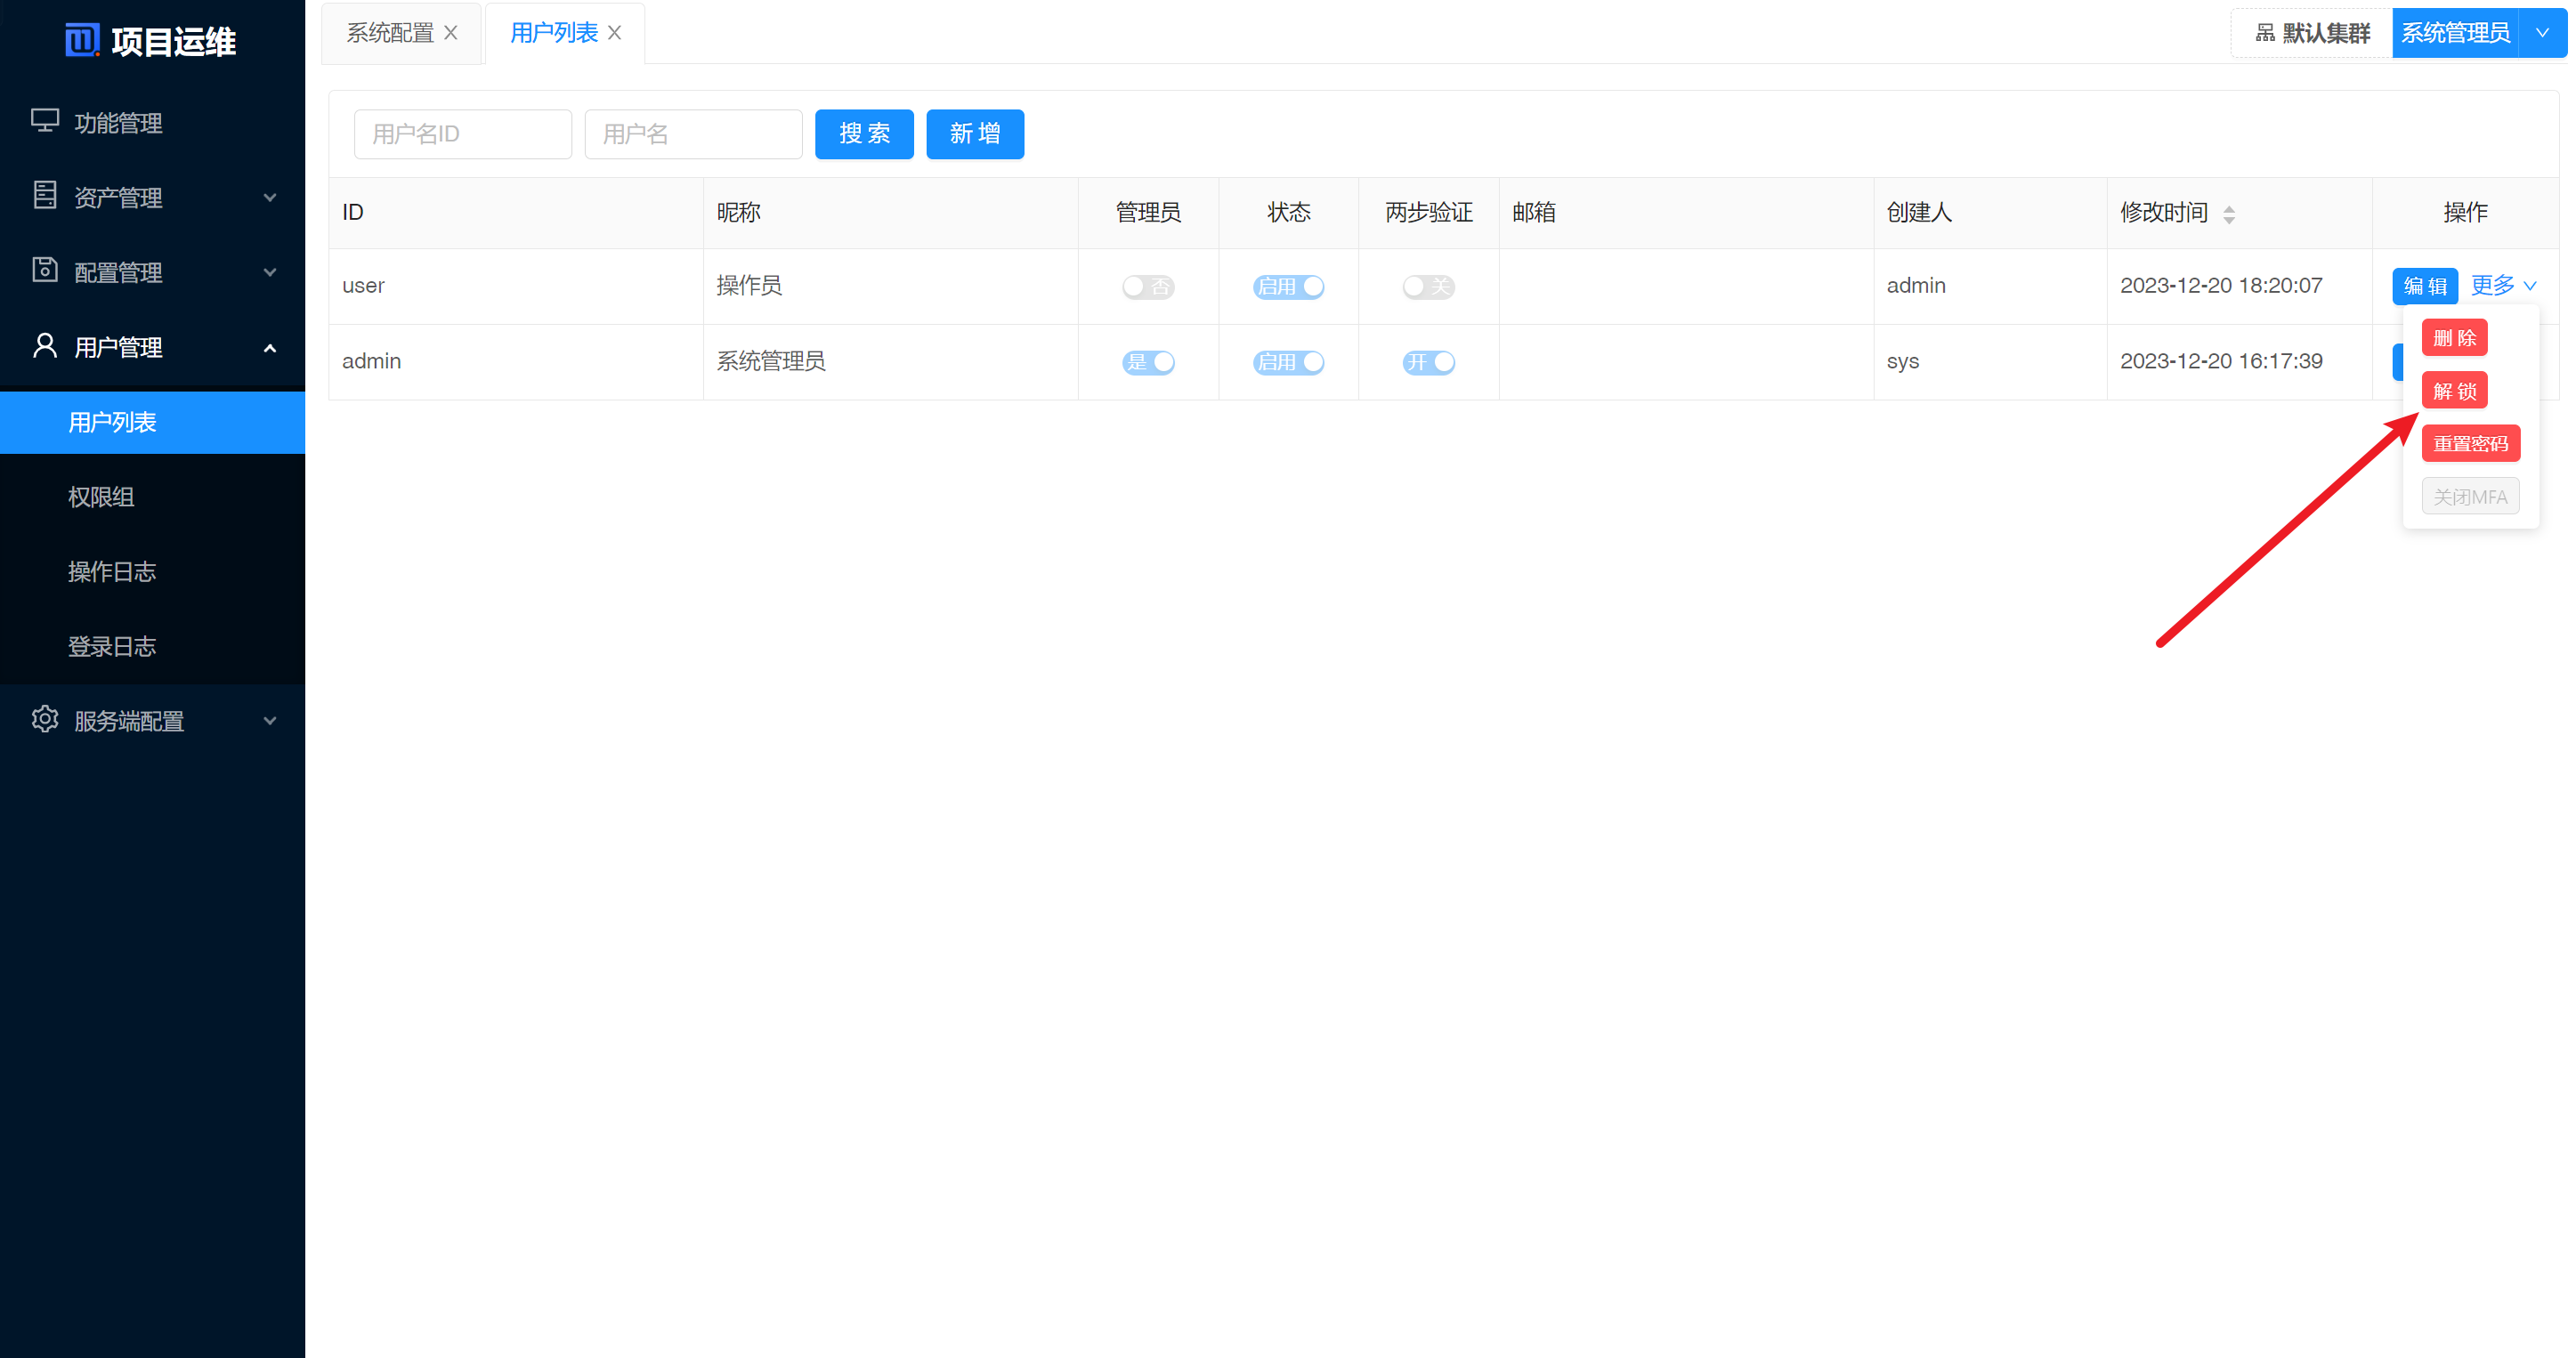 项目运维
功能管理
资产管理
配置管理
用户管理
用户列表
权限组
操作日志
登录日志
服务端配置
系统配置
用户列表
默认集群
系统管理员
用户名ID 用户名 搜 索 新 增
ID 昵称 管理员 状态 两步验证 邮箱 创建人 修改时间 操作
user 操作员 否 启用 关 admin 2023-12-20 18:20:07 编 辑 更多
admin 系统管理员 是 启用 开 sys 2023-12-20 16:17:39
删 除
解 锁
重置密码
关闭MFA